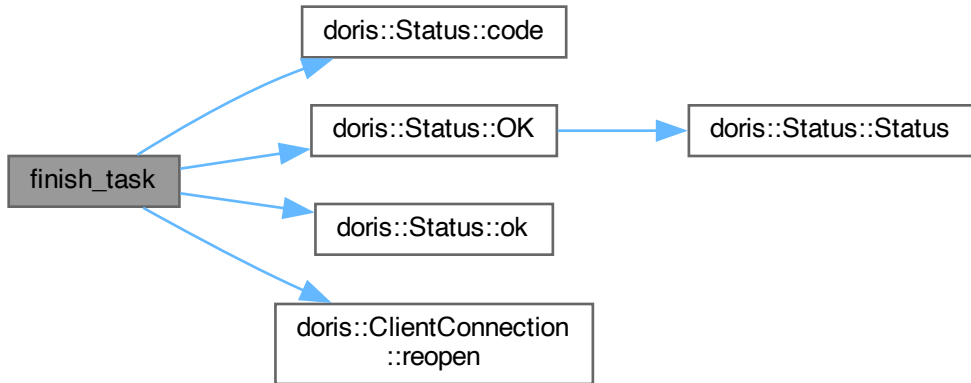 doris::Status::code
doris::Status::OK
doris::Status::Status
finish_task
doris::Status::ok
doris::ClientConnection
::reopen